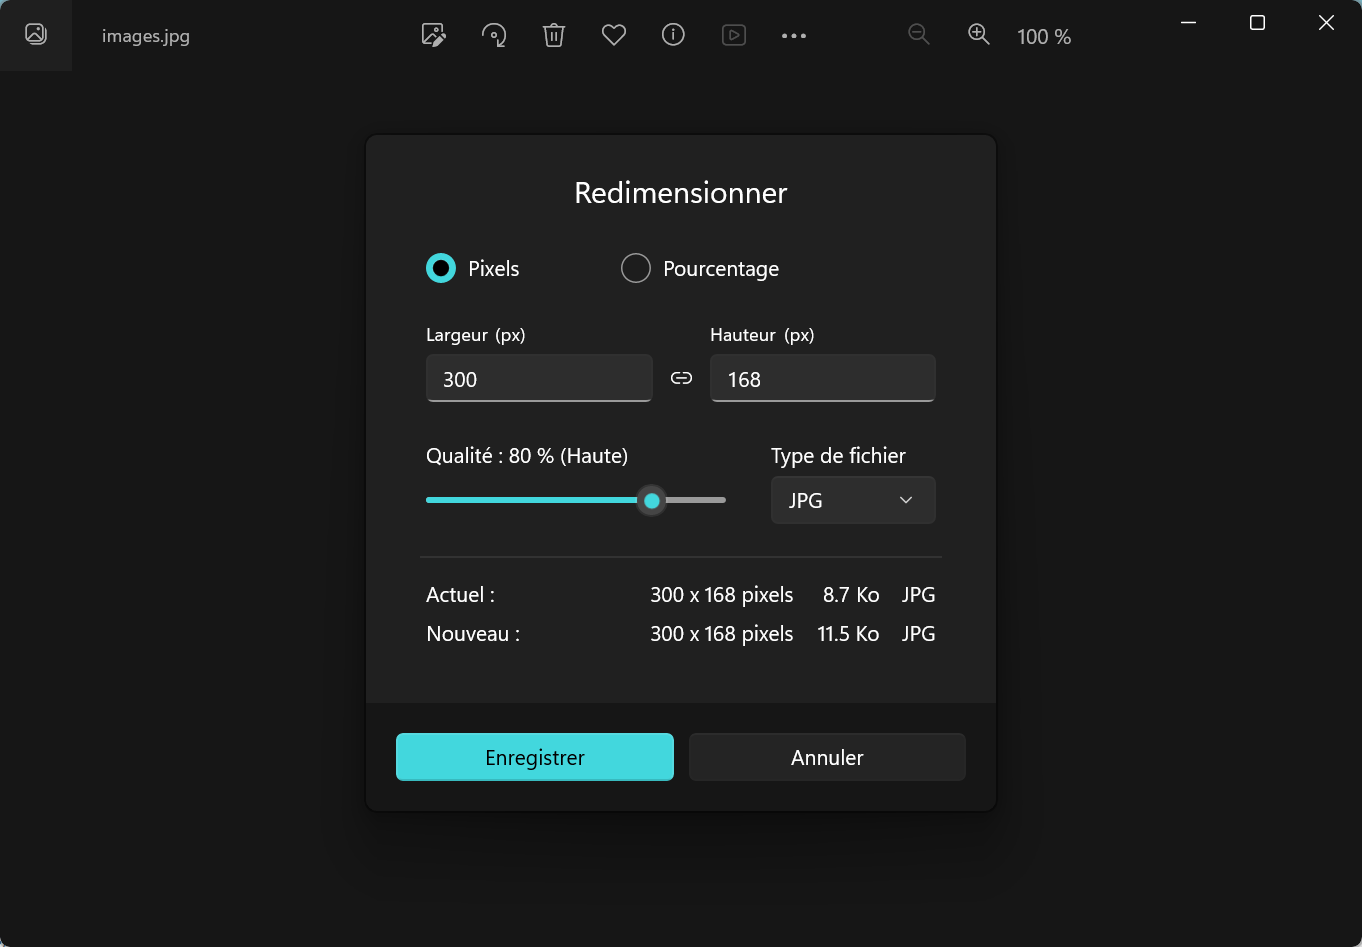 images.jpg
100 %
Redimensionner
Pixels
Pourcentage
Largeur (px)
Hauteur (px)
300
168
Qualité : 80 % (Haute)
Type de fichier
JPG
Actuel : 300 x 168 pixels 8.7 Ko JPG
Nouveau : 300 x 168 pixels 11.5 Ko JPG
Enregistrer
Annuler